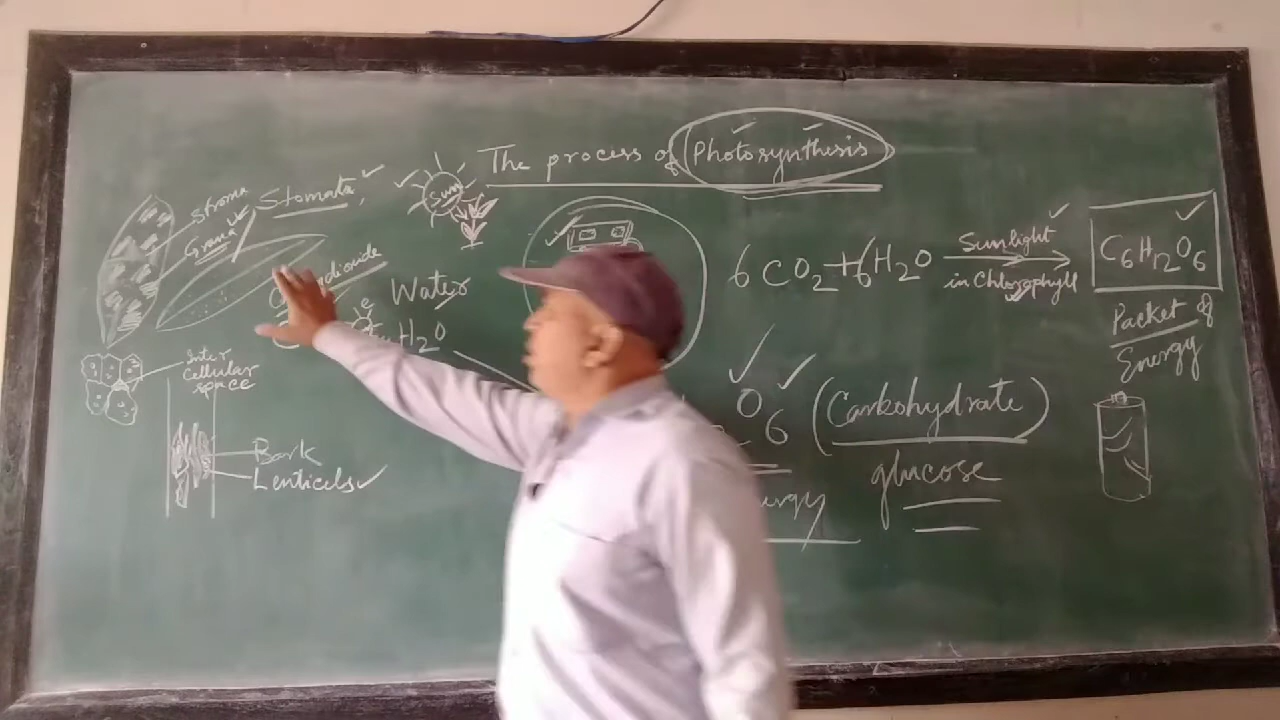 The process of Photosynthesis
Stroma
Grana
Stomata
Sun
dioxide
Water
H2O
6CO2+6H2O
Sunlight
in Chlorophyll
C6H12O6
Packet of
Energy
Inter
Cellular
space
Bark
Lenticels
O6 (Carbohydrate)
glucose